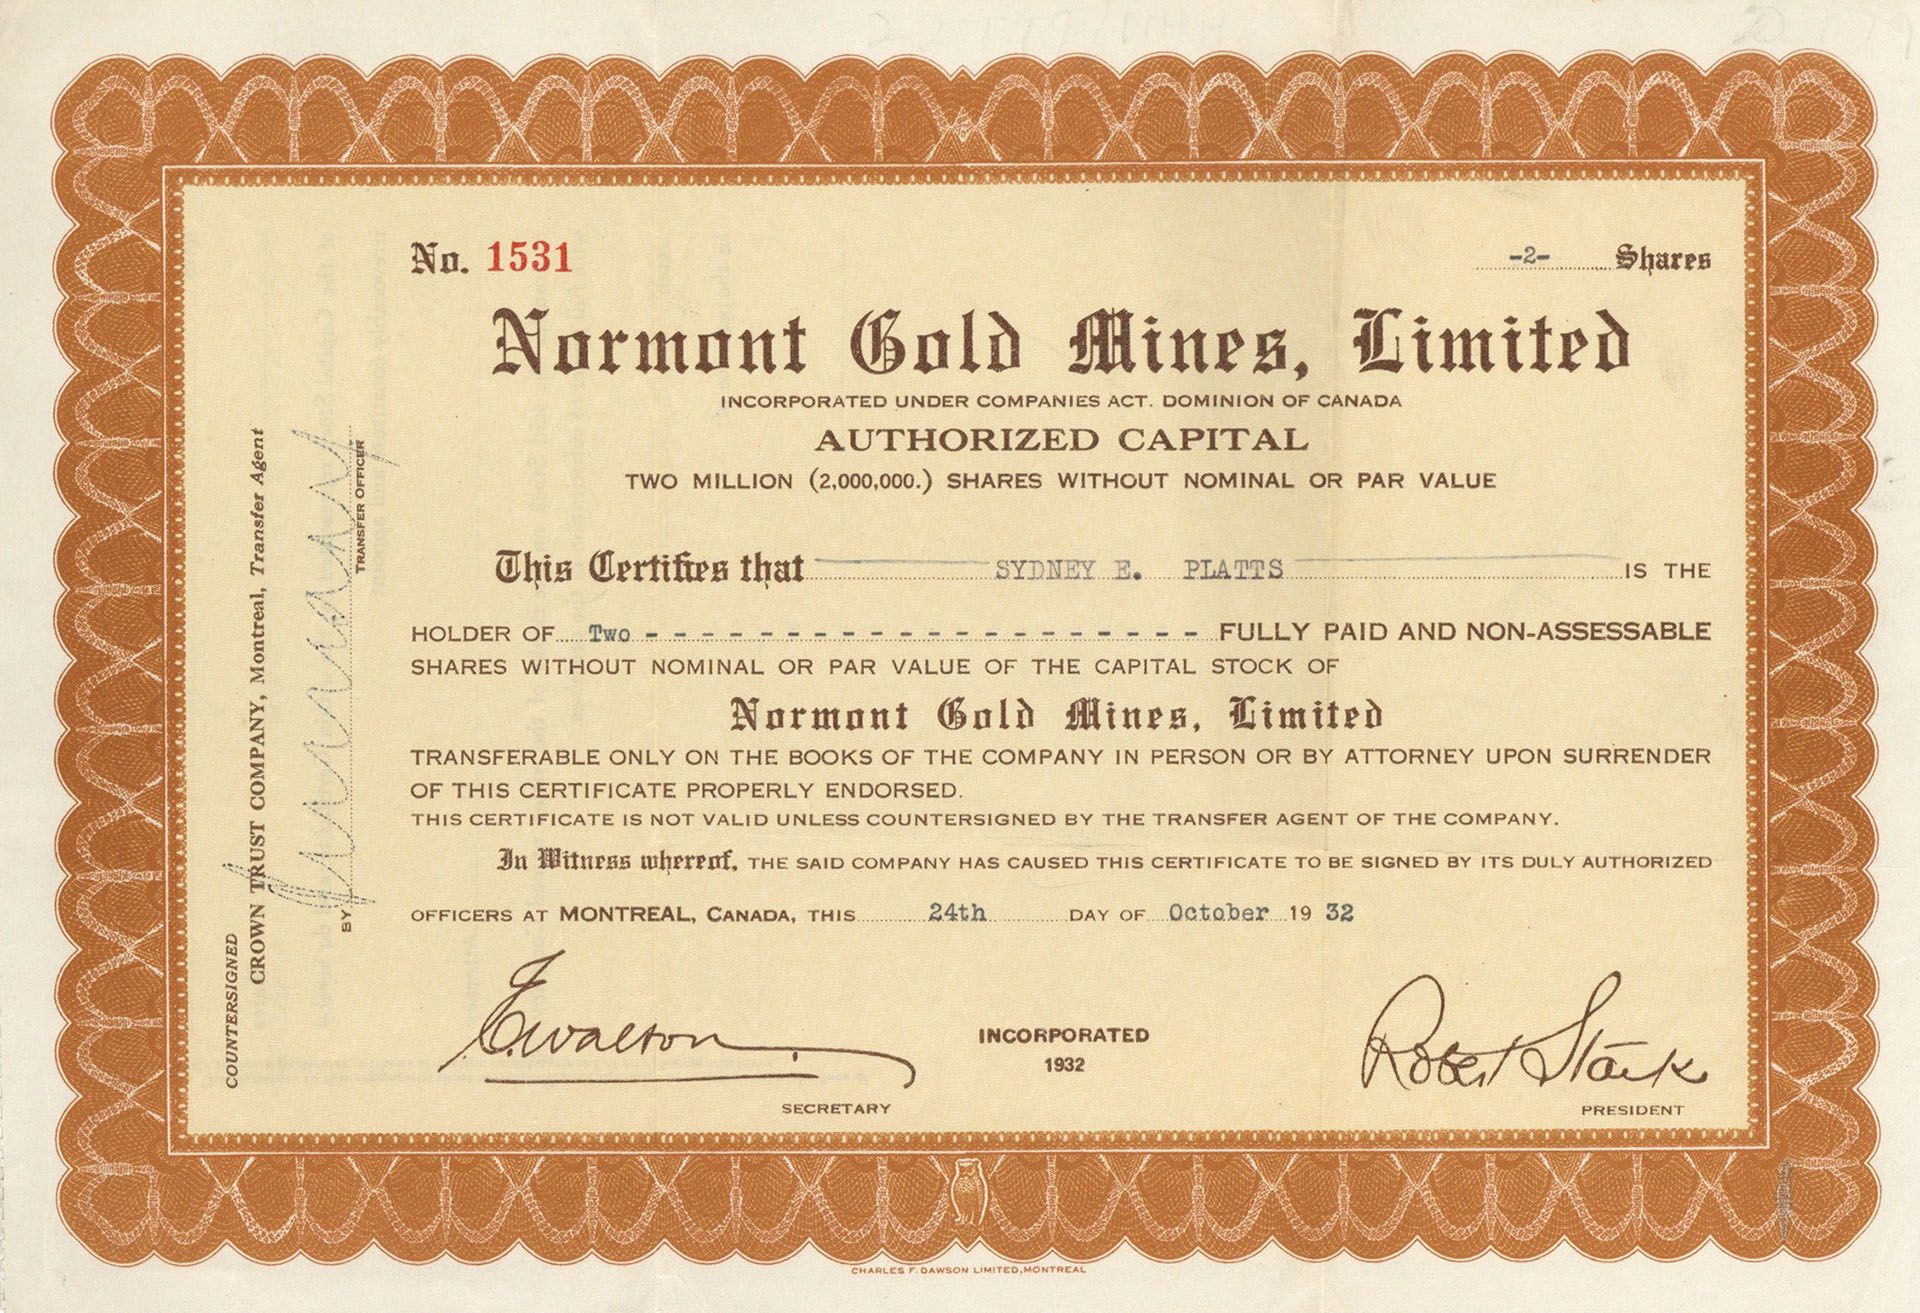 No. 1531
-2- Shares
Normont Gold Mines, Limited
INCORPORATED UNDER COMPANIES ACT. DOMINION OF CANADA
AUTHORIZED CAPITAL
TWO MILLION (2,000,000.) SHARES WITHOUT NOMINAL OR PAR VALUE
This Certifies that SYDNEY E. PLATTS IS THE
HOLDER OF Two - - - - - - - - - - - - - - - - - - - - - FULLY PAID AND NON-ASSESSABLE
SHARES WITHOUT NOMINAL OR PAR VALUE OF THE CAPITAL STOCK OF
Normont Gold Mines, Limited
TRANSFERABLE ONLY ON THE BOOKS OF THE COMPANY IN PERSON OR BY ATTORNEY UPON SURRENDER
OF THIS CERTIFICATE PROPERLY ENDORSED.
THIS CERTIFICATE IS NOT VALID UNLESS COUNTERSIGNED BY THE TRANSFER AGENT OF THE COMPANY.
In Witness whereof, THE SAID COMPANY HAS CAUSED THIS CERTIFICATE TO BE SIGNED BY ITS DULY AUTHORIZED
OFFICERS AT MONTREAL, CANADA, THIS 24th DAY OF October 19 32
Walton
SECRETARY
INCORPORATED
1932
Robert Stark
PRESIDENT
COUNTERSIGNED
CROWN TRUST COMPANY, Montreal, Transfer Agent
BY
TRANSFER OFFICER
CHARLES F. DAWSON LIMITED, MONTREAL